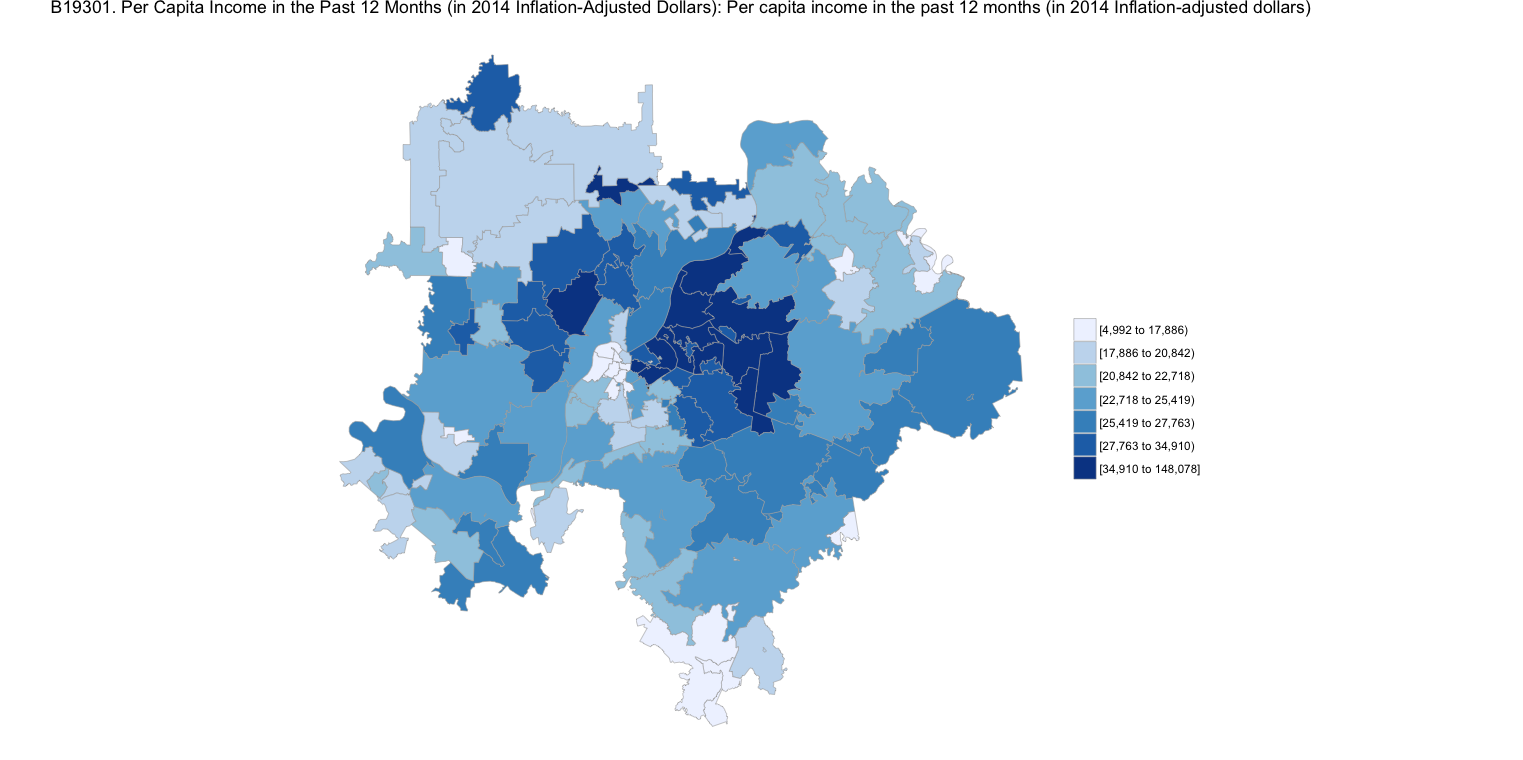 B19301. Per Capita Income in the Past 12 Months (in 2014 Inflation-Adjusted Dollars): Per capita income in the past 12 months (in 2014 Inflation-adjusted dollars)
[4,992 to 17,886)
[17,886 to 20,842)
[20,842 to 22,718)
[22,718 to 25,419)
[25,419 to 27,763)
[27,763 to 34,910)
[34,910 to 148,078]